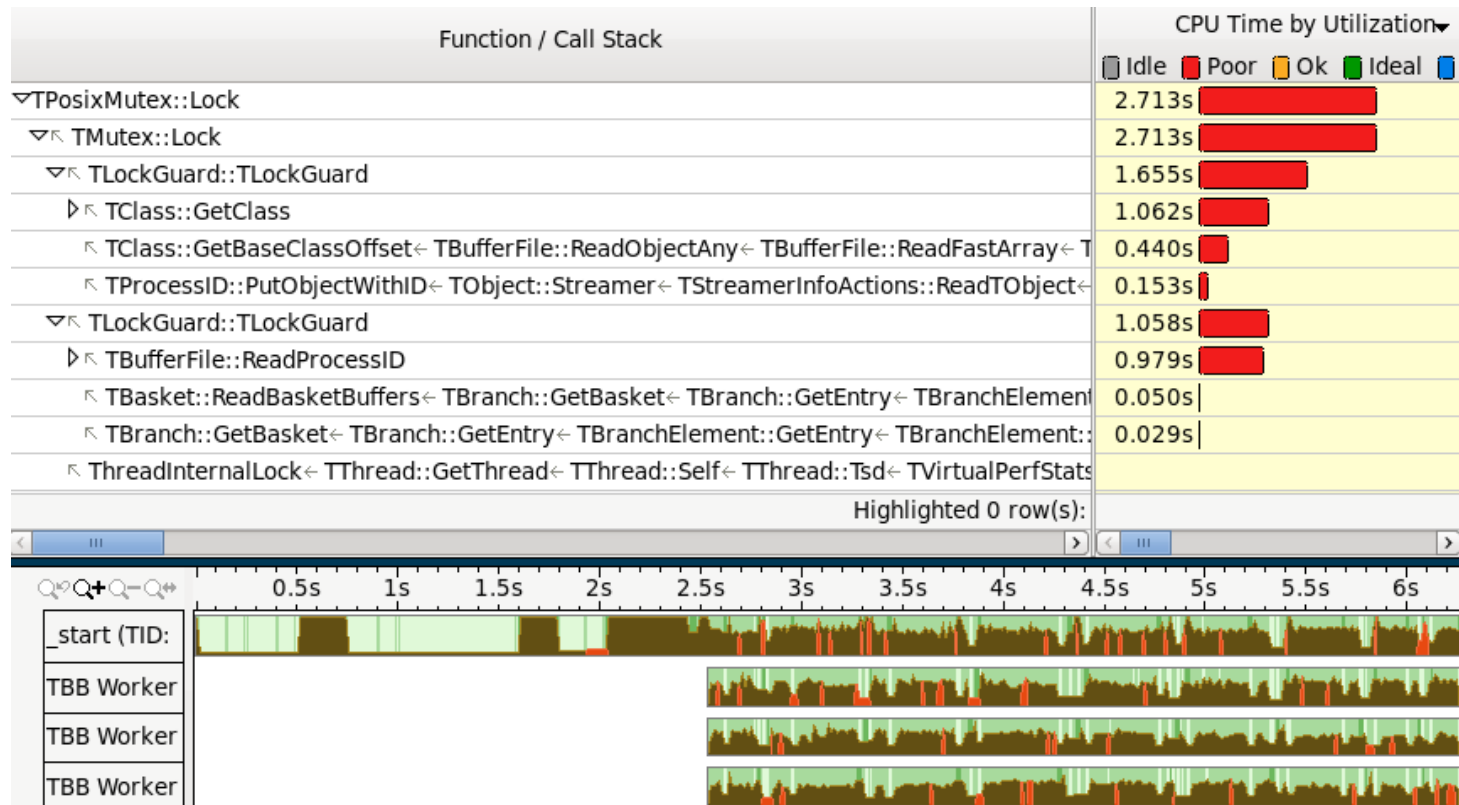 Function / Call Stack
CPU Time by Utilization
Idle Poor Ok Ideal
TPosixMutex::Lock 2.713s
TMutex::Lock 2.713s
TLockGuard::TLockGuard 1.655s
TClass::GetClass 1.062s
TClass::GetBaseClassOffset← TBufferFile::ReadObjectAny← TBufferFile::ReadFastArray← T 0.440s
TProcessID::PutObjectWithID← TObject::Streamer← TStreamerInfoActions::ReadTObject← 0.153s
TLockGuard::TLockGuard 1.058s
TBufferFile::ReadProcessID 0.979s
TBasket::ReadBasketBuffers← TBranch::GetBasket← TBranch::GetEntry← TBranchElement 0.050s
TBranch::GetBasket← TBranch::GetEntry← TBranchElement::GetEntry← TBranchElement:: 0.029s
ThreadInternalLock← TThread::GetThread← TThread::Self← TThread::Tsd← TVirtualPerfStats
Highlighted 0 row(s):
0.5s 1s 1.5s 2s 2.5s 3s 3.5s 4s 4.5s 5s 5.5s 6s
_start (TID:
TBB Worker
TBB Worker
TBB Worker